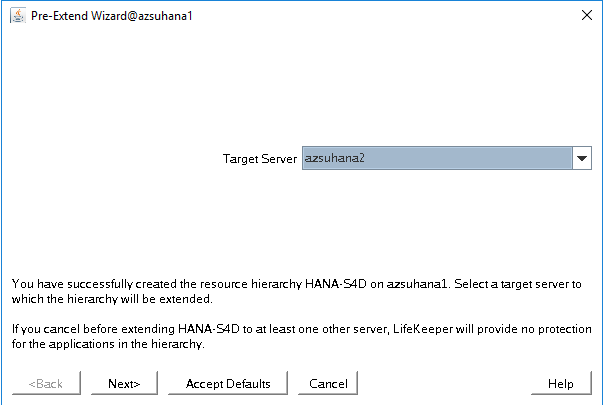 Pre-Extend Wizard@azsuhana1
Target Server azsuhana2
You have successfully created the resource hierarchy HANA-S4D on azsuhana1. Select a target server to
which the hierarchy will be extended.
If you cancel before extending HANA-S4D to at least one other server, LifeKeeper will provide no protection
for the applications in the hierarchy.
<Back Next> Accept Defaults Cancel Help